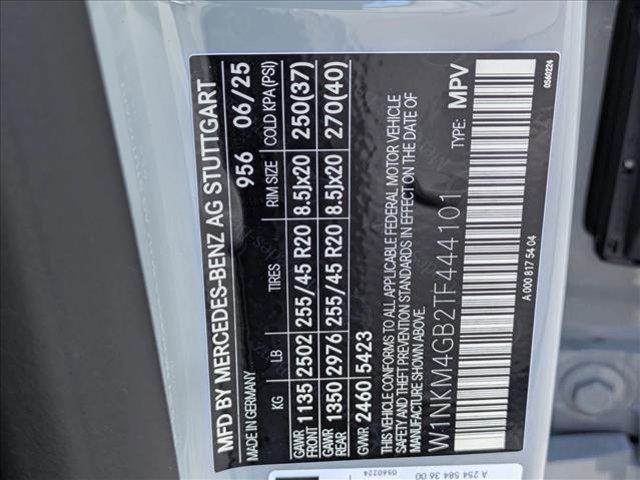 MFD BY MERCEDES-BENZ AG STUTTGART
MADE IN GERMANY 956 06/25
KG LB TIRES RIM SIZE COLD KPA(PSI)
GAWR FRONT 1135 2502 255/45 R20 8.5Jx20 250(37)
GAWR REAR 1350 2976 255/45 R20 8.5Jx20 270(40)
GVWR 2460 5423
THIS VEHICLE CONFORMS TO ALL APPLICABLE FEDERAL MOTOR VEHICLE
SAFETY AND THEFT PREVENTION STANDARDS IN EFFECT ON THE DATE OF
MANUFACTURE SHOWN ABOVE.
W1NKM4GB2TF444101 TYPE: MPV
A 000 817 54 04 0560224
A 254 584 36 00
0560224